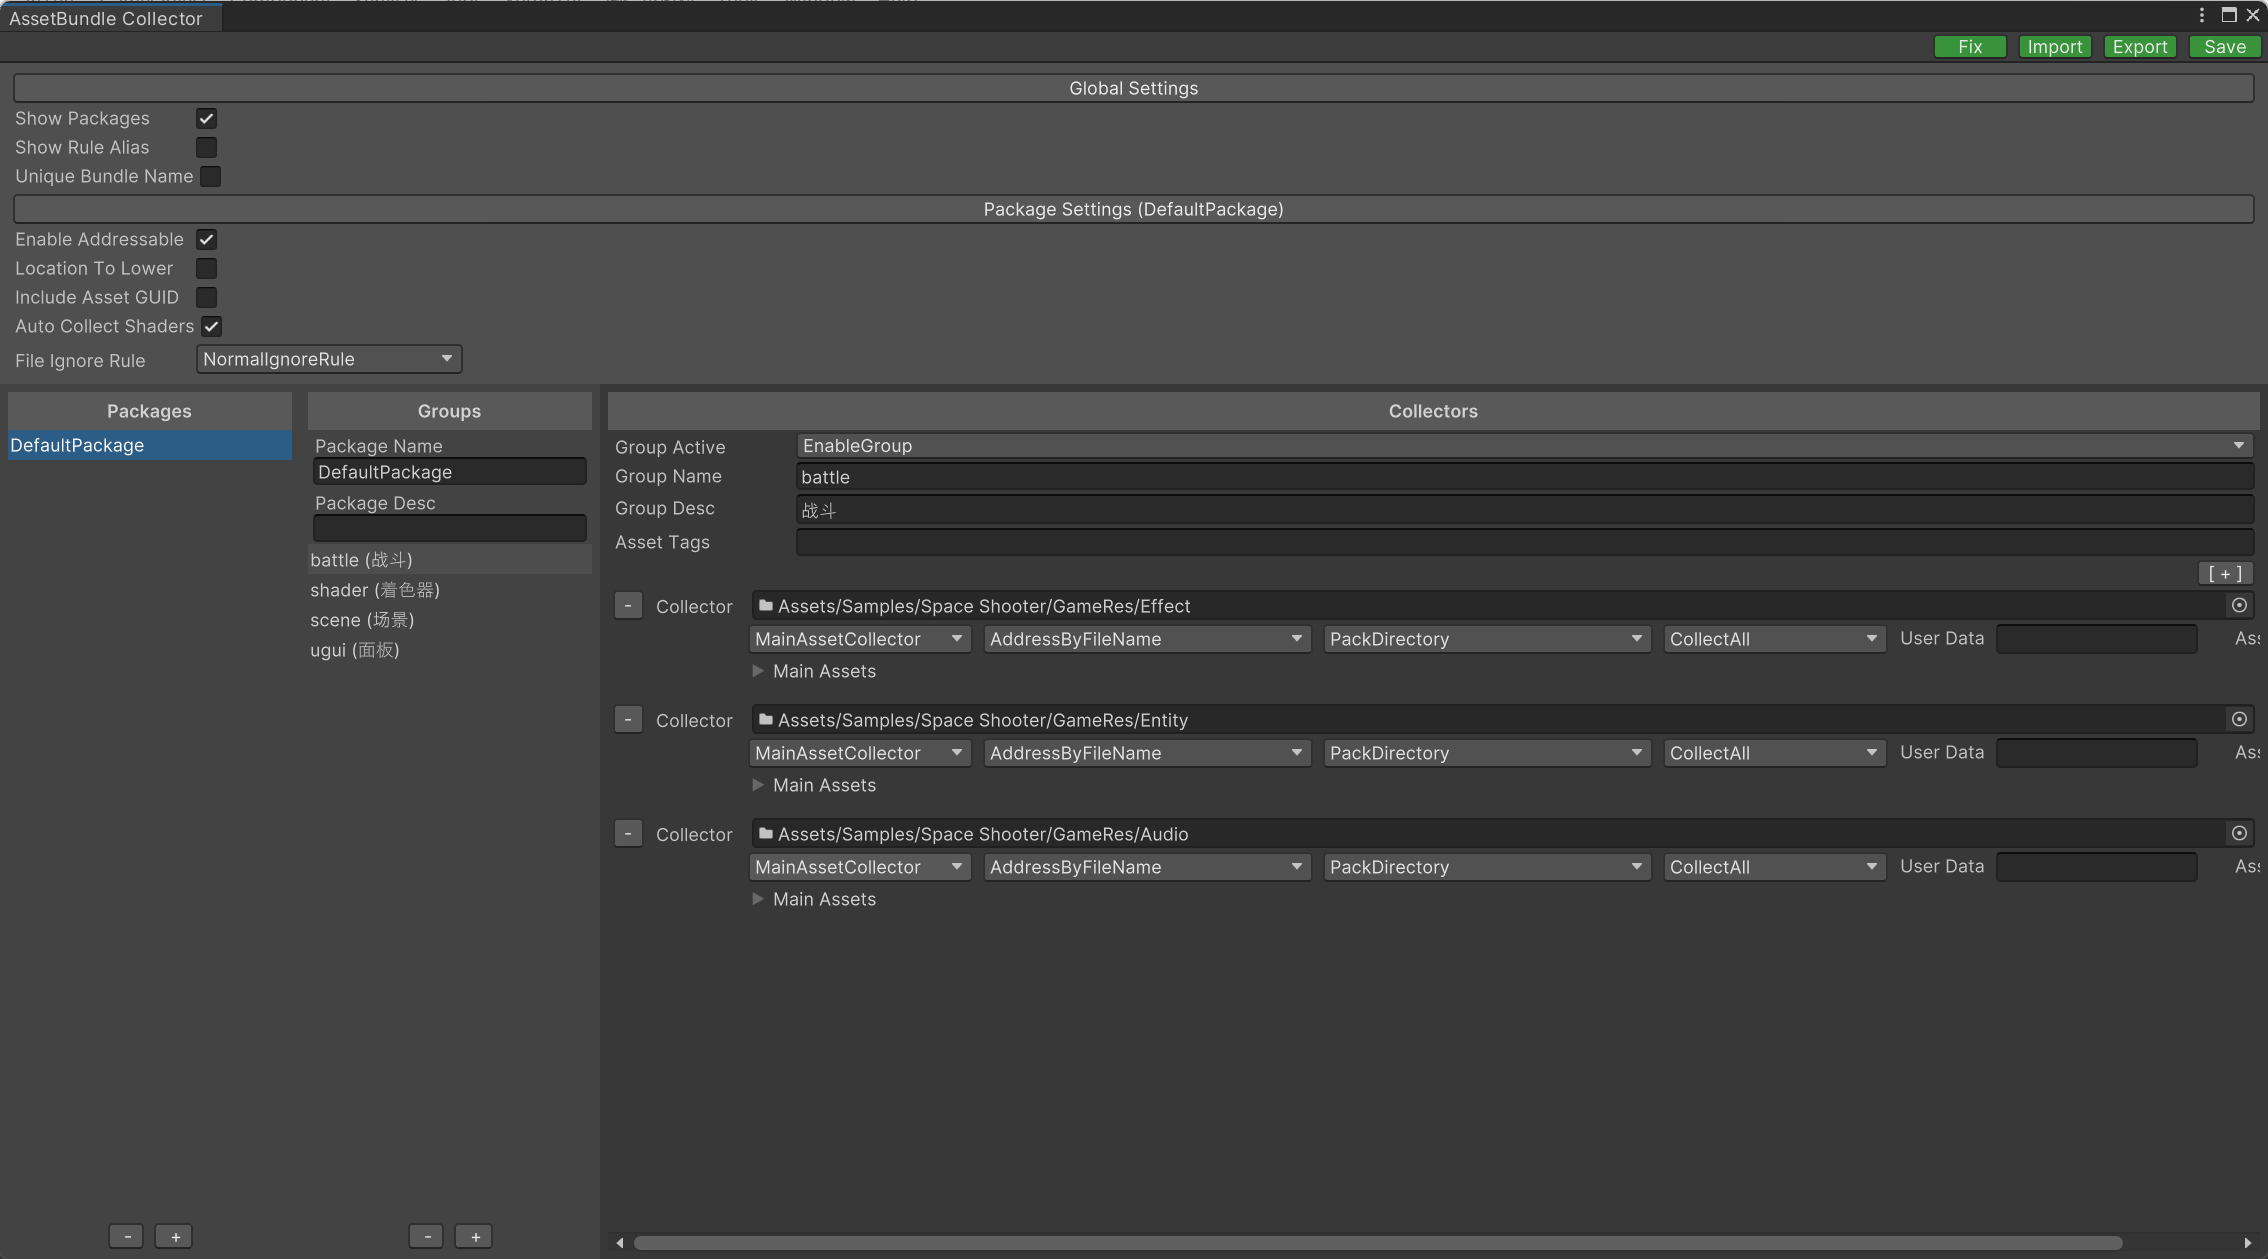 AssetBundle Collector
Fix Import Export Save
Global Settings
Show Packages
Show Rule Alias
Unique Bundle Name
Package Settings (DefaultPackage)
Enable Addressable
Location To Lower
Include Asset GUID
Auto Collect Shaders
File Ignore Rule NormalIgnoreRule
Packages
DefaultPackage
- +
Groups
Package Name
DefaultPackage
Package Desc
battle (战斗)
shader (着色器)
scene (场景)
ugui (面板)
- +
Collectors
Group Active EnableGroup
Group Name battle
Group Desc 战斗
Asset Tags
[ + ]
- Collector Assets/Samples/Space Shooter/GameRes/Effect
MainAssetCollector AddressByFileName PackDirectory CollectAll User Data
Main Assets
- Collector Assets/Samples/Space Shooter/GameRes/Entity
MainAssetCollector AddressByFileName PackDirectory CollectAll User Data
Main Assets
- Collector Assets/Samples/Space Shooter/GameRes/Audio
MainAssetCollector AddressByFileName PackDirectory CollectAll User Data
Main Assets